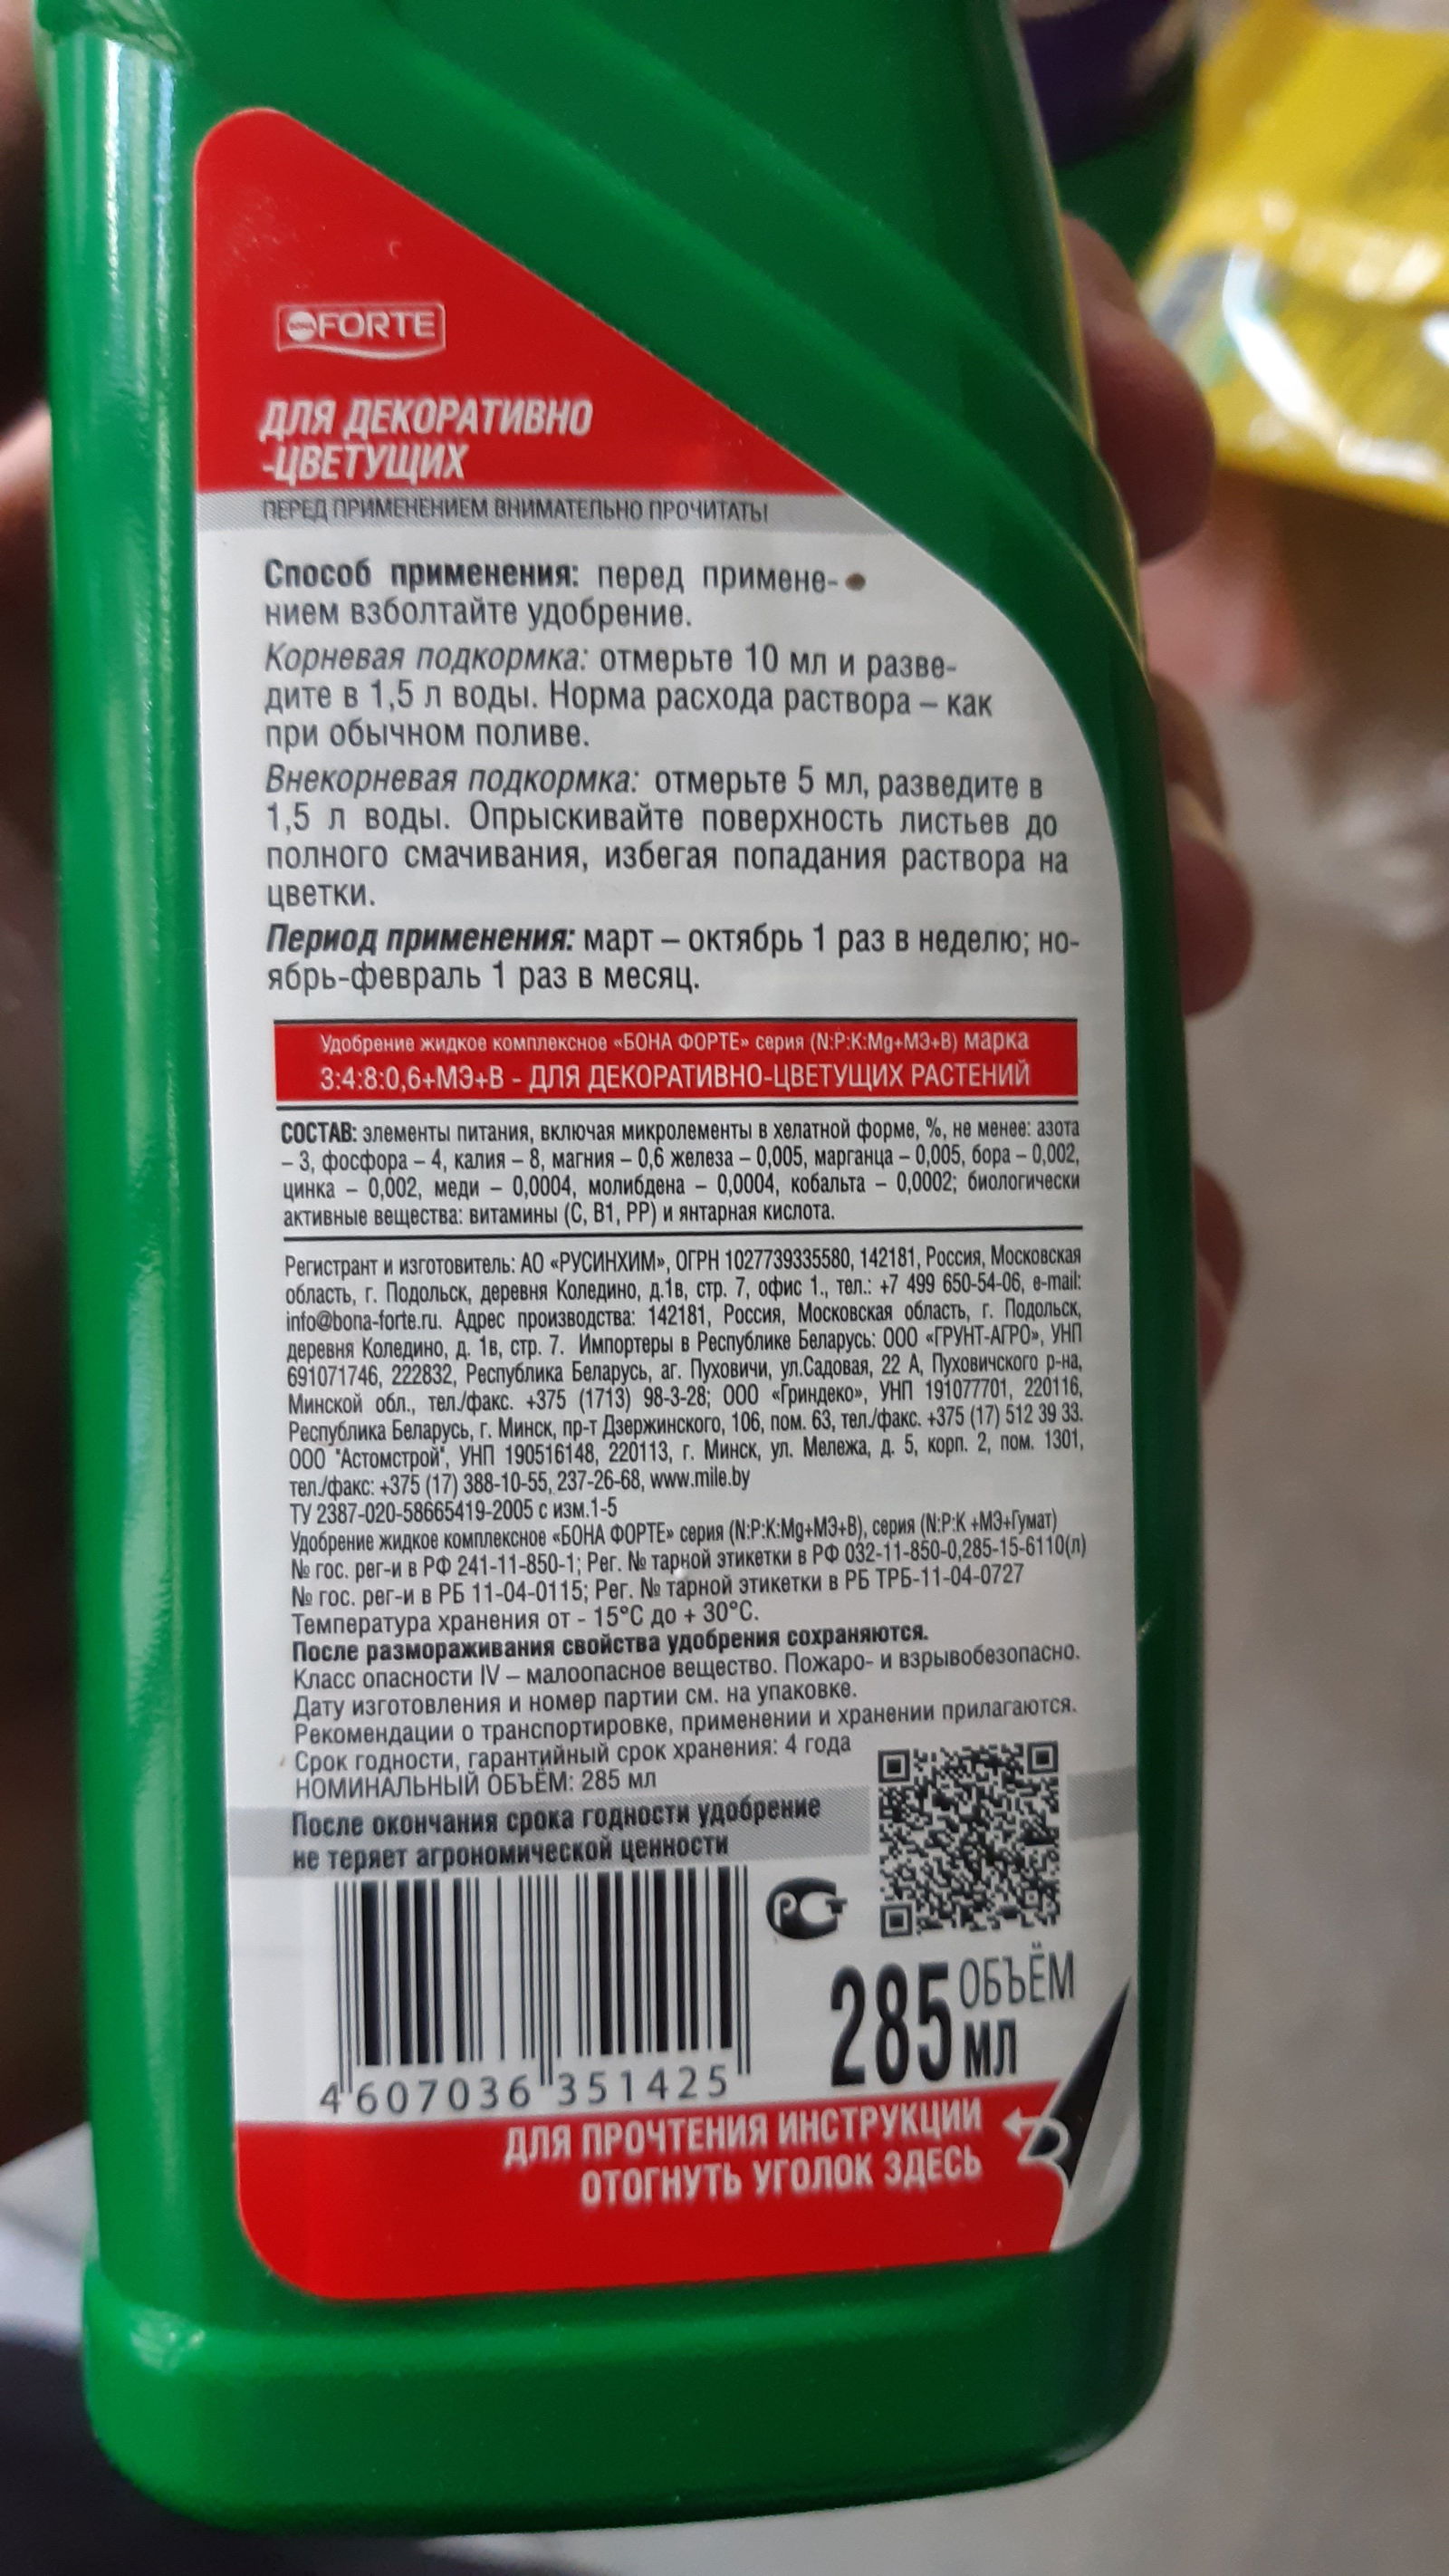 FORTE
ДЛЯ ДЕКОРАТИВНО
-ЦВЕТУЩИХ
ПЕРЕД ПРИМЕНЕНИЕМ ВНИМАТЕЛЬНО ПРОЧИТАТЬ!
Способ применения: перед примене-
нием взболтайте удобрение.
Корневая подкормка: отмерьте 10 мл и разве-
дите в 1,5 л воды. Норма расхода раствора – как
при обычном поливе.
Внекорневая подкормка: отмерьте 5 мл, разведите в
1,5 л воды. Опрыскивайте поверхность листьев до
полного смачивания, избегая попадания раствора на
цветки.
Период применения: март – октябрь 1 раз в неделю; но-
ябрь-февраль 1 раз в месяц.
Удобрение жидкое комплексное «БОНА ФОРТЕ» серия (N:P:K:Mg+МЭ+В) марка
3:4:8:0,6+МЭ+В - ДЛЯ ДЕКОРАТИВНО-ЦВЕТУЩИХ РАСТЕНИЙ
СОСТАВ: элементы питания, включая микролементы в хелатной форме, %, не менее: азота
– 3, фосфора – 4, калия – 8, магния – 0,6 железа – 0,005, марганца – 0,005, бора – 0,002,
цинка – 0,002, меди – 0,0004, молибдена – 0,0004, кобальта – 0,0002; биологически
активные вещества: витамины (С, В1, РР) и янтарная кислота.
Регистрант и изготовитель: АО «РУСИНХИМ», ОГРН 1027739335580, 142181, Россия, Московская
область, г. Подольск, деревня Коледино, д.1в, стр. 7, офис 1., тел.: +7 499 650-54-06, e-mail:
info@bona-forte.ru. Адрес производства: 142181, Россия, Московская область, г. Подольск,
деревня Коледино, д. 1в, стр. 7. Импортеры в Республике Беларусь: ООО «ГРУНТ-АГРО», УНП
691071746, 222832, Республика Беларусь, аг. Пуховичи, ул.Садовая, 22 А, Пуховичского р-на,
Минской обл., тел./факс. +375 (1713) 98-3-28; ООО «Гриндеко», УНП 191077701, 220116,
Республика Беларусь, г. Минск, пр-т Дзержинского, 106, пом. 63, тел./факс. +375 (17) 512 39 33.
ООО "Астомстрой", УНП 190516148, 220113, г. Минск, ул. Мележа, д. 5, корп. 2, пом. 1301,
тел./факс: +375 (17) 388-10-55, 237-26-68, www.mile.by
ТУ 2387-020-58665419-2005 с изм.1-5
Удобрение жидкое комплексное «БОНА ФОРТЕ» серия (N:P:K:Mg+МЭ+В), серия (N:P:K +МЭ+Гумат)
№ гос. рег-и в РФ 241-11-850-1; Рег. № тарной этикетки в РФ 032-11-850-0,285-15-6110(л)
№ гос. рег-и в РБ 11-04-0115; Рег. № тарной этикетки в РБ ТРБ-11-04-0727
Температура хранения от - 15°С до + 30°С.
После размораживания свойства удобрения сохраняются.
Класс опасности IV – малоопасное вещество. Пожаро- и взрывобезопасно.
Дату изготовления и номер партии см. на упаковке.
Рекомендации о транспортировке, применении и хранении прилагаются.
Срок годности, гарантийный срок хранения: 4 года
НОМИНАЛЬНЫЙ ОБЪЁМ: 285 мл
После окончания срока годности удобрение
не теряет агрономической ценности
РСТ
285 ОБЪЁМ
МЛ
4 607036 351425
ДЛЯ ПРОЧТЕНИЯ ИНСТРУКЦИИ
ОТОГНУТЬ УГОЛОК ЗДЕСЬ